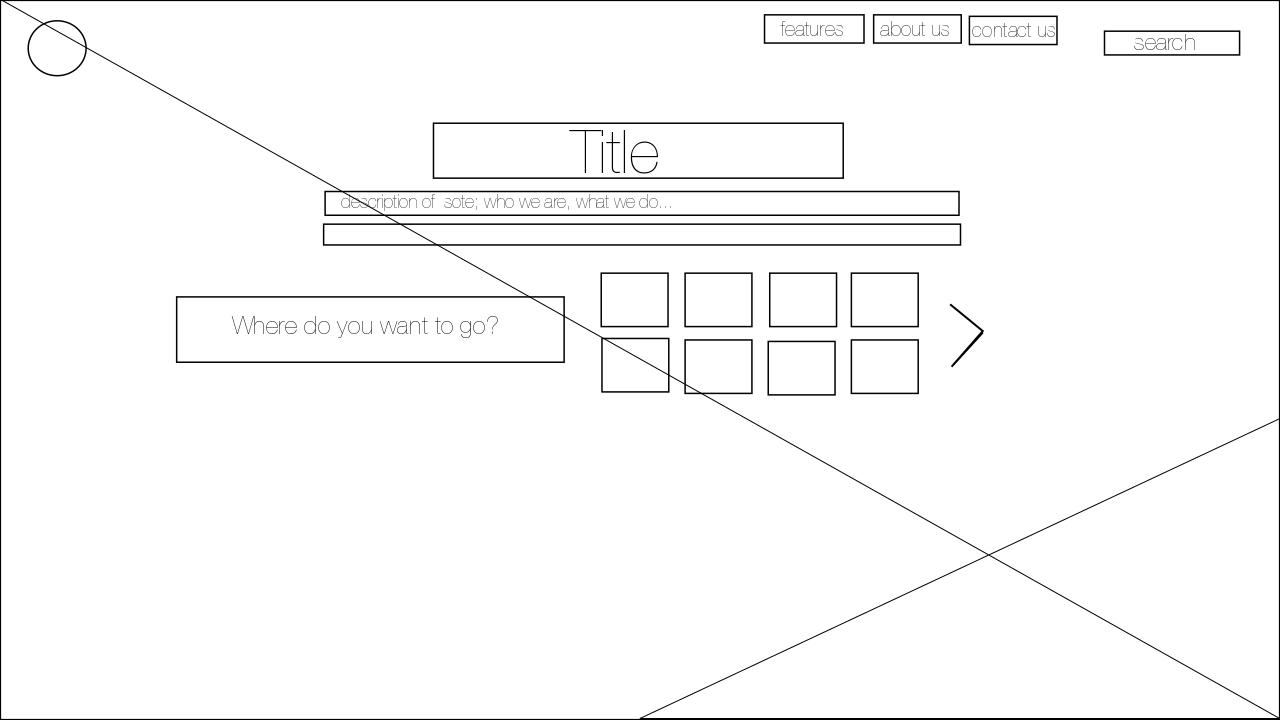 features
about us
contact us
search
Title
description of sote; who we are, what we do...
Where do you want to go?